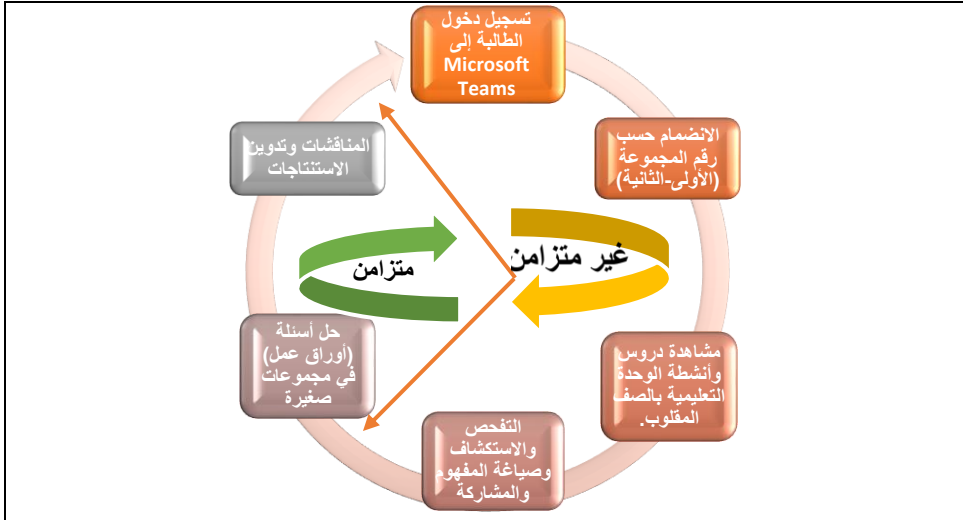 تسجيل دخول
الطالبة إلى
Microsoft
Teams
الانضمام حسب
رقم المجموعة
(الأولى-الثانية)
مشاهدة دروس
وأنشطة الوحدة
التعليمية بالصف
المقلوب.
التفحص
والاستكشاف
وصياغة المفهوم
والمشاركة
حل أسئلة
(أوراق عمل)
في مجموعات
صغيرة
المناقشات وتدوين
الاستنتاجات
غير متزامن
متزامن